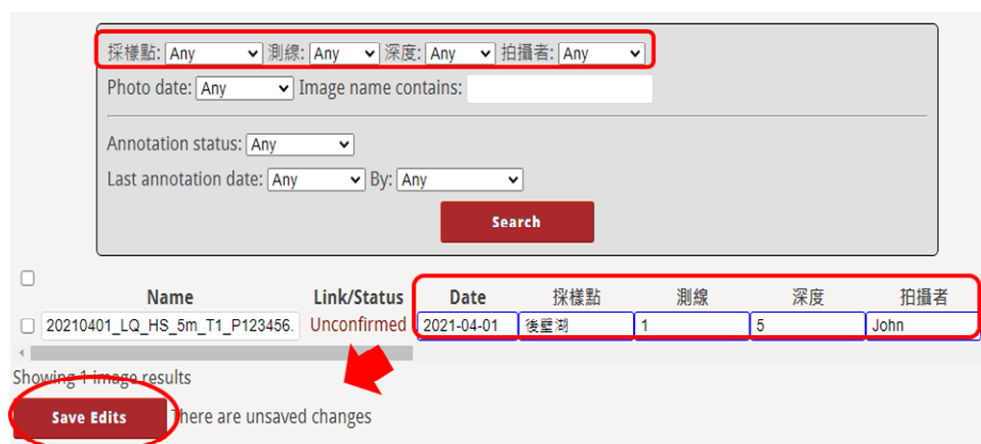 採樣點: Any 測線: Any 深度: Any 拍攝者: Any
Photo date: Any Image name contains:
Annotation status: Any
Last annotation date: Any By: Any
Search
Name Link/Status Date 採樣點 測線 深度 拍攝者
20210401_LQ_HS_5m_T1_P123456. Unconfirmed 2021-04-01 後壁湖 1 5 John
Showing 1 image results
Save Edits There are unsaved changes